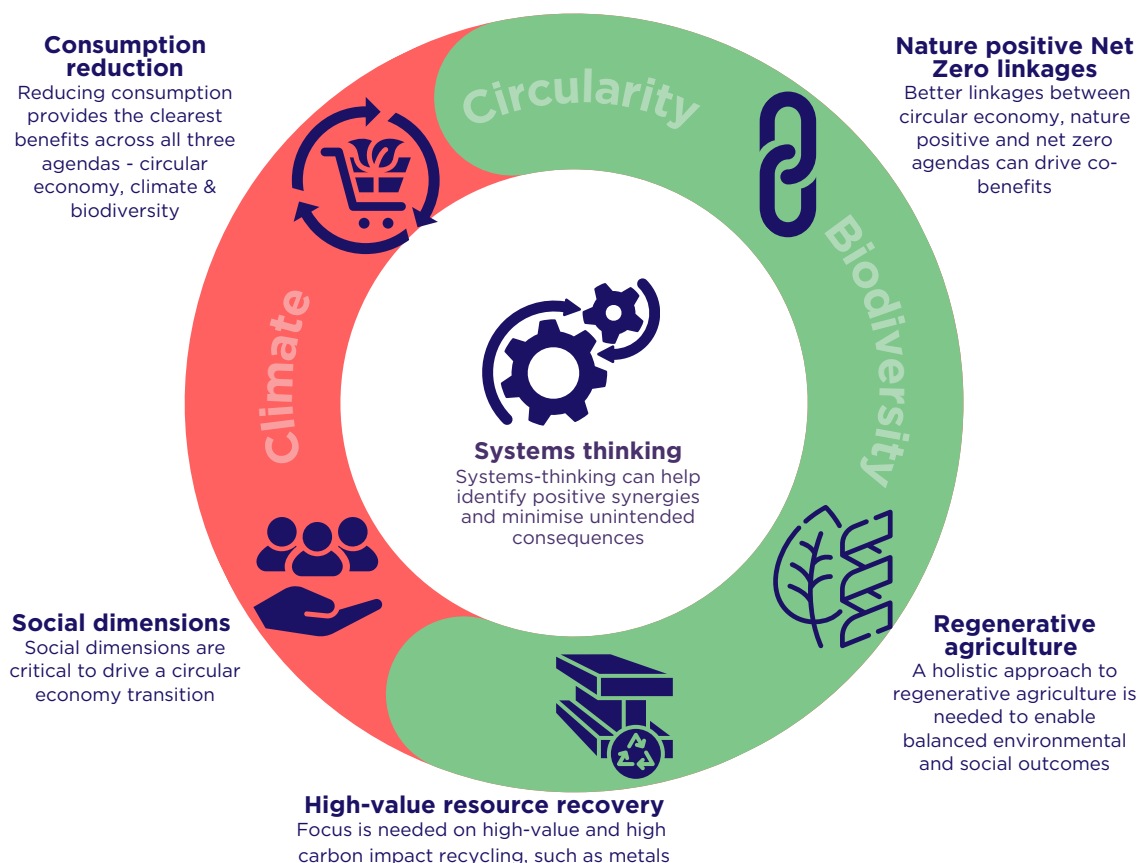 Consumption
reduction
Reducing consumption
provides the clearest
benefits across all three
agendas - circular
economy, climate &
biodiversity
Circularity
Nature positive Net
Zero linkages
Better linkages between
circular economy, nature
positive and net zero
agendas can drive co-
benefits
Biodiversity
Climate
Systems thinking
Systems-thinking can help
identify positive synergies
and minimise unintended
consequences
Social dimensions
Social dimensions are
critical to drive a circular
economy transition
Regenerative
agriculture
A holistic approach to
regenerative agriculture is
needed to enable
balanced environmental
and social outcomes
High-value resource recovery
Focus is needed on high-value and high
carbon impact recycling, such as metals